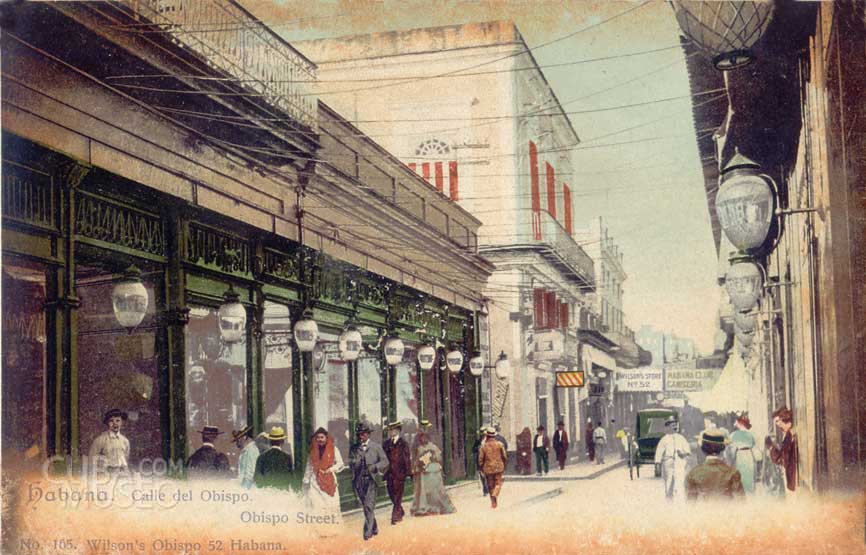 WILSON'S STORE
No 52
HABANA CLUB
CAMISERIA
CUBA
COM
MUSEO
Habana. Calle del Obispo.
Obispo Street.
No. 165. Wilson's Obispo 52 Habana.